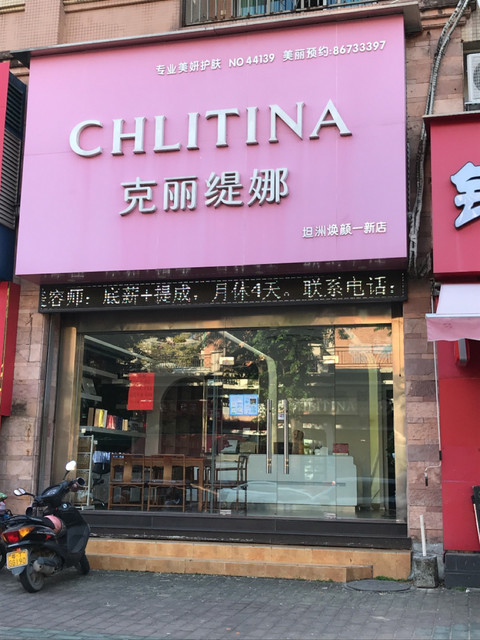 专业美妍护肤 NO44139 美丽预约:86733397
CHLITINA
克丽缇娜
坦洲焕颜一新店
容师：底薪+提成，月休4天。联系电话：
CHLITINA